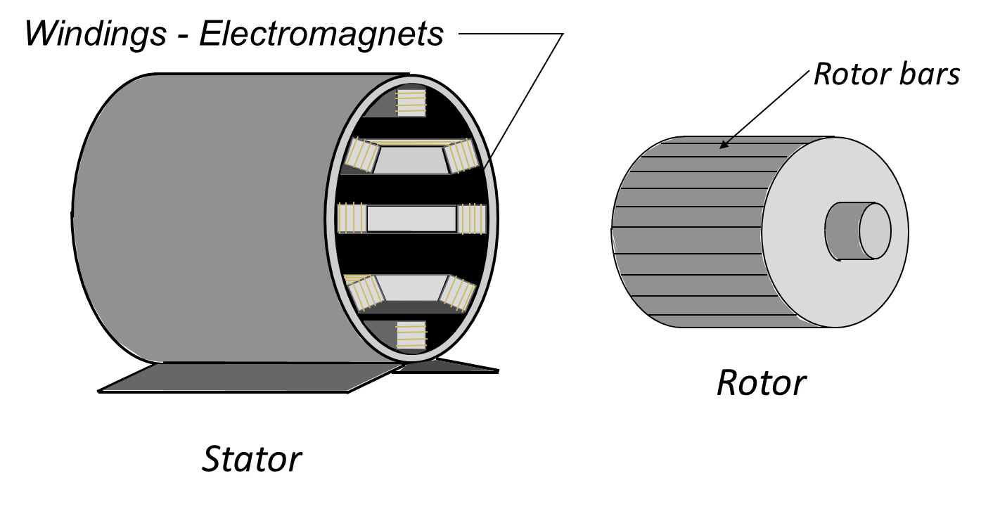 Windings - Electromagnets
Rotor bars
Rotor
Stator